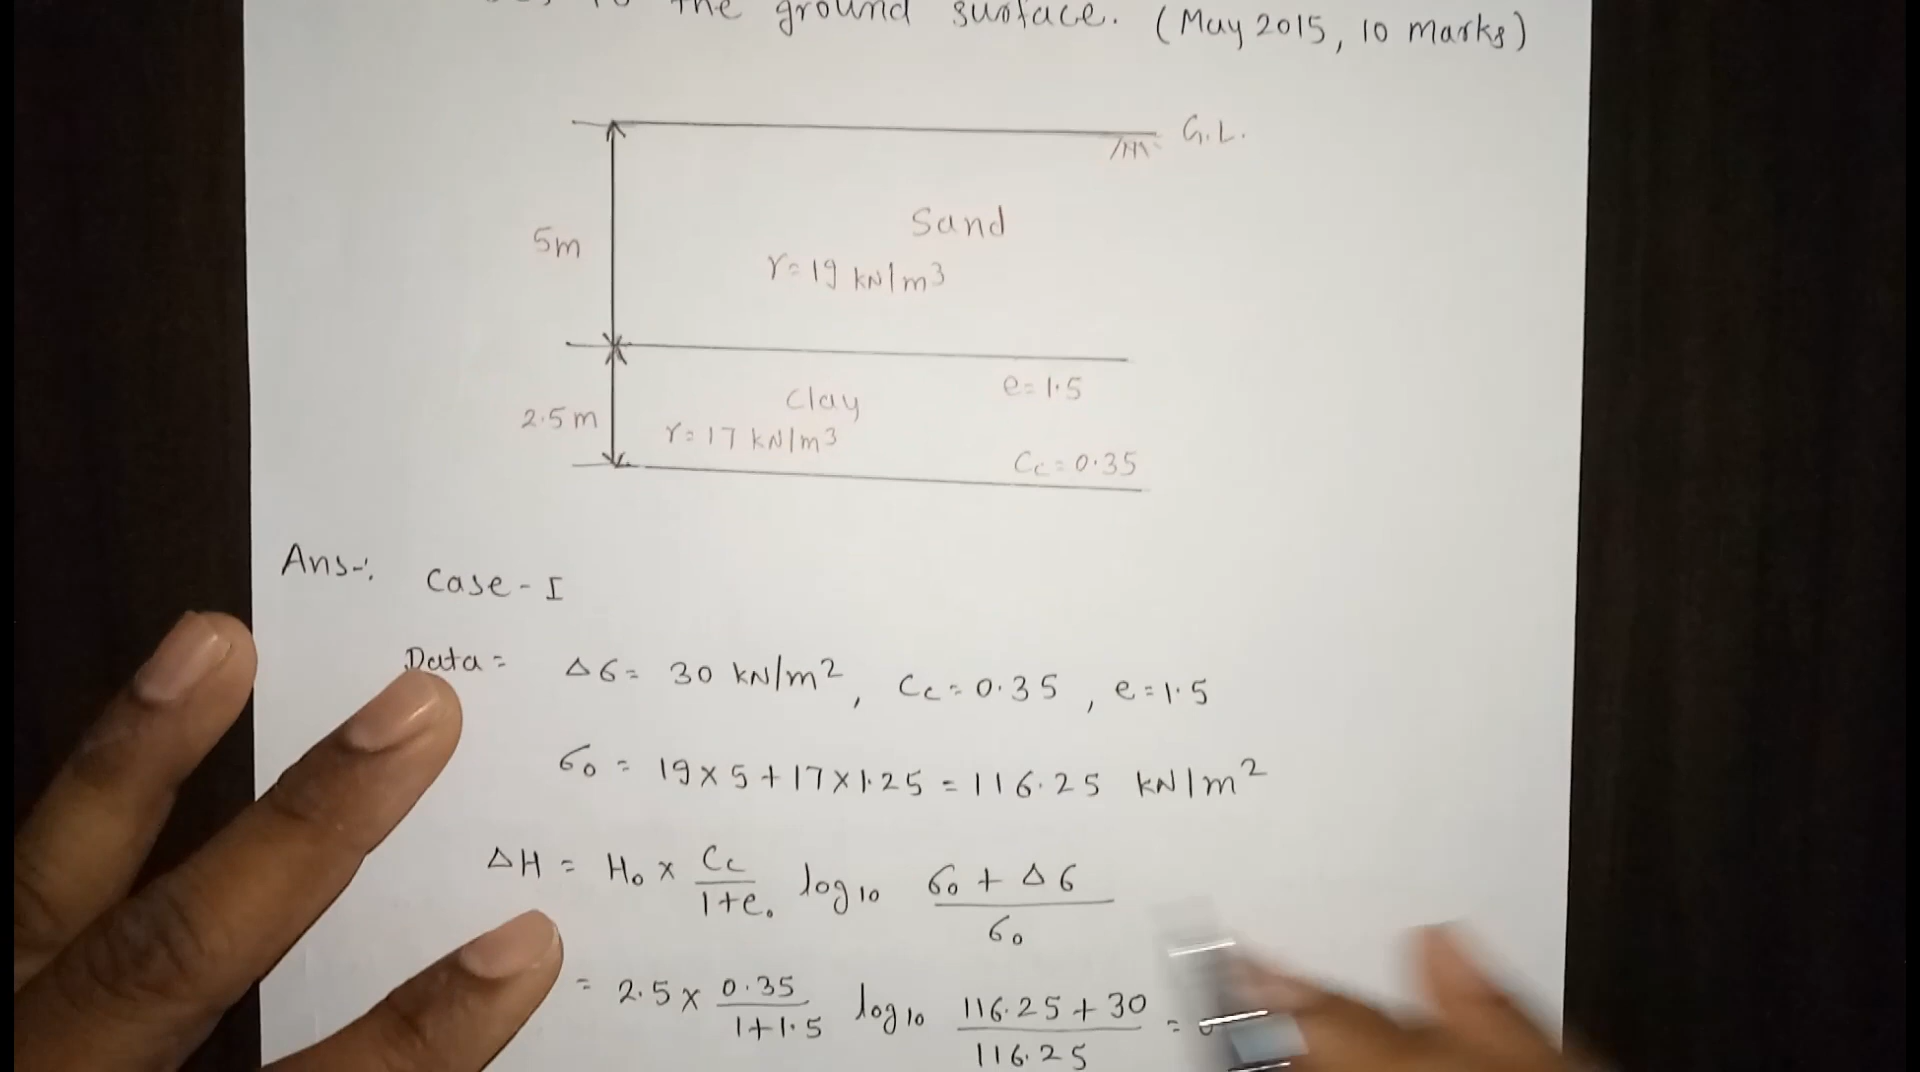 the ground surface. (May 2015, 10 marks)
G.L.
Sand
5m
γ=19 kN/m3
e=1.5
Clay
2.5m
γ=17 kN/m3
Cc=0.35
Ans-:
Case-I
Data= Δσ= 30 kN/m2, Cc=0.35, e=1.5
σ0 = 19×5+17×1.25 = 116.25 kN/m2
ΔH = H0 × Cc/1+e0 log10 σ0+Δσ/σ0
= 2.5× 0.35/1+1.5 log10 116.25+30/116.25 =